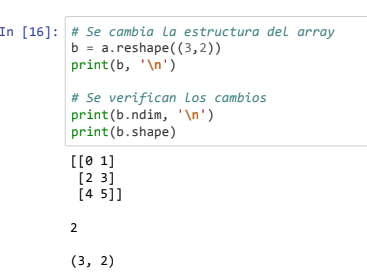 In [16]: # Se cambia la estructura del array
b = a.reshape((3,2))
print(b, '\n')
# Se verifican los cambios
print(b.ndim, '\n')
print(b.shape)
[[0 1]
[2 3]
[4 5]]
2
(3, 2)